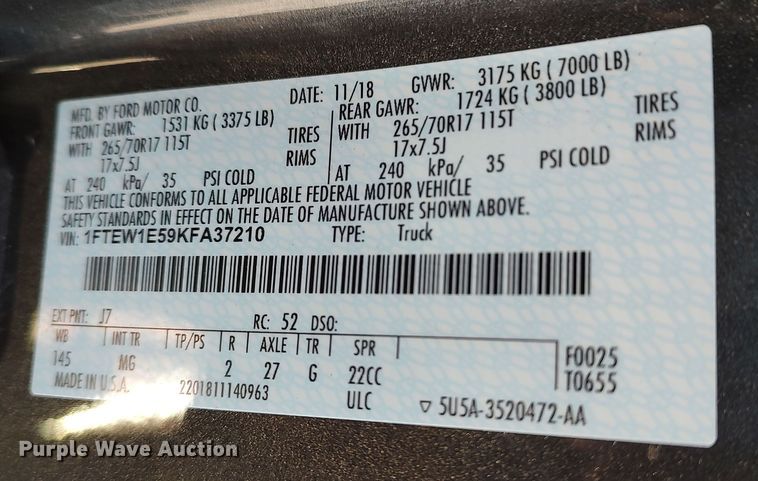 MFD. BY FORD MOTOR CO. DATE: 11/18 GVWR: 3175 KG ( 7000 LB)
FRONT GAWR: 1531 KG ( 3375 LB) REAR GAWR: 1724 KG ( 3800 LB)
WITH 265/70R17 115T TIRES WITH 265/70R17 115T TIRES
17x7.5J RIMS 17x7.5J RIMS
AT 240 kPa/ 35 PSI COLD AT 240 kPa/ 35 PSI COLD
THIS VEHICLE CONFORMS TO ALL APPLICABLE FEDERAL MOTOR VEHICLE
SAFETY STANDARDS IN EFFECT ON THE DATE OF MANUFACTURE SHOWN ABOVE.
VIN: 1FTEW1E59KFA37210 TYPE: Truck
EXT PNT: J7 RC: 52 DSO:
WB INT TR TP/PS R AXLE TR SPR F0025
145 MG 2 27 G 22CC T0655
MADE IN U.S.A. 2201811140963 ULC ▽ 5U5A-3520472-AA
Purple Wave Auction